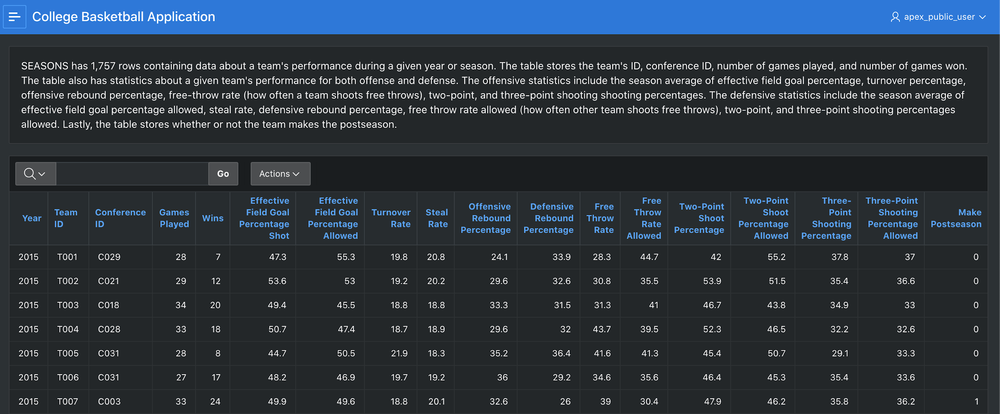 College Basketball Application
apex_public_user
SEASONS has 1,757 rows containing data about a team's performance during a given year or season. The table stores the team's ID, conference ID, number of games played, and number of games won.
The table also has statistics about a given team's performance for both offense and defense. The offensive statistics include the season average of effective field goal percentage, turnover percentage,
offensive rebound percentage, free-throw rate (how often a team shoots free throws), two-point, and three-point shooting shooting percentages. The defensive statistics include the season average of
effective field goal percentage allowed, steal rate, defensive rebound percentage, free throw rate allowed (how often other team shoots free throws), two-point, and three-point shooting percentages
allowed. Lastly, the table stores whether or not the team makes the postseason.
Go
Actions
Year
Team
ID
Conference
ID
Games
Played
Wins
Effective
Field Goal
Percentage
Shot
Effective
Field Goal
Percentage
Allowed
Turnover
Rate
Steal
Rate
Offensive
Rebound
Percentage
Defensive
Rebound
Percentage
Free
Throw
Rate
Free
Throw
Rate
Allowed
Two-Point
Shoot
Percentage
Two-Point
Shoot
Percentage
Allowed
Three-
Point
Shooting
Percentage
Three-Point
Shooting
Percentage
Allowed
Make
Postseason
2015 T001 C029 28 7 47.3 55.3 19.8 20.8 24.1 33.9 28.3 44.7 42 55.2 37.8 37 0
2015 T002 C021 29 12 53.6 53 19.2 20.2 29.6 32.6 30.8 35.5 53.9 51.5 35.4 36.6 0
2015 T003 C018 34 20 49.4 45.5 18.8 18.8 33.3 31.5 31.3 41 46.7 43.8 34.9 33 0
2015 T004 C028 33 18 50.7 47.4 18.7 18.9 29.6 32 43.7 39.5 52.3 46.5 32.2 32.6 0
2015 T005 C031 28 8 44.7 50.5 21.9 18.3 35.2 36.4 41.6 41.3 45.4 50.7 29.1 33.3 0
2015 T006 C031 27 17 48.2 46.9 19.7 19.2 36 29.2 34.6 35.6 46.4 45.3 35.4 33.6 0
2015 T007 C003 33 24 49.9 49.6 18.8 20.1 32.6 26 39 30.4 47.9 46.2 35.8 36.2 1